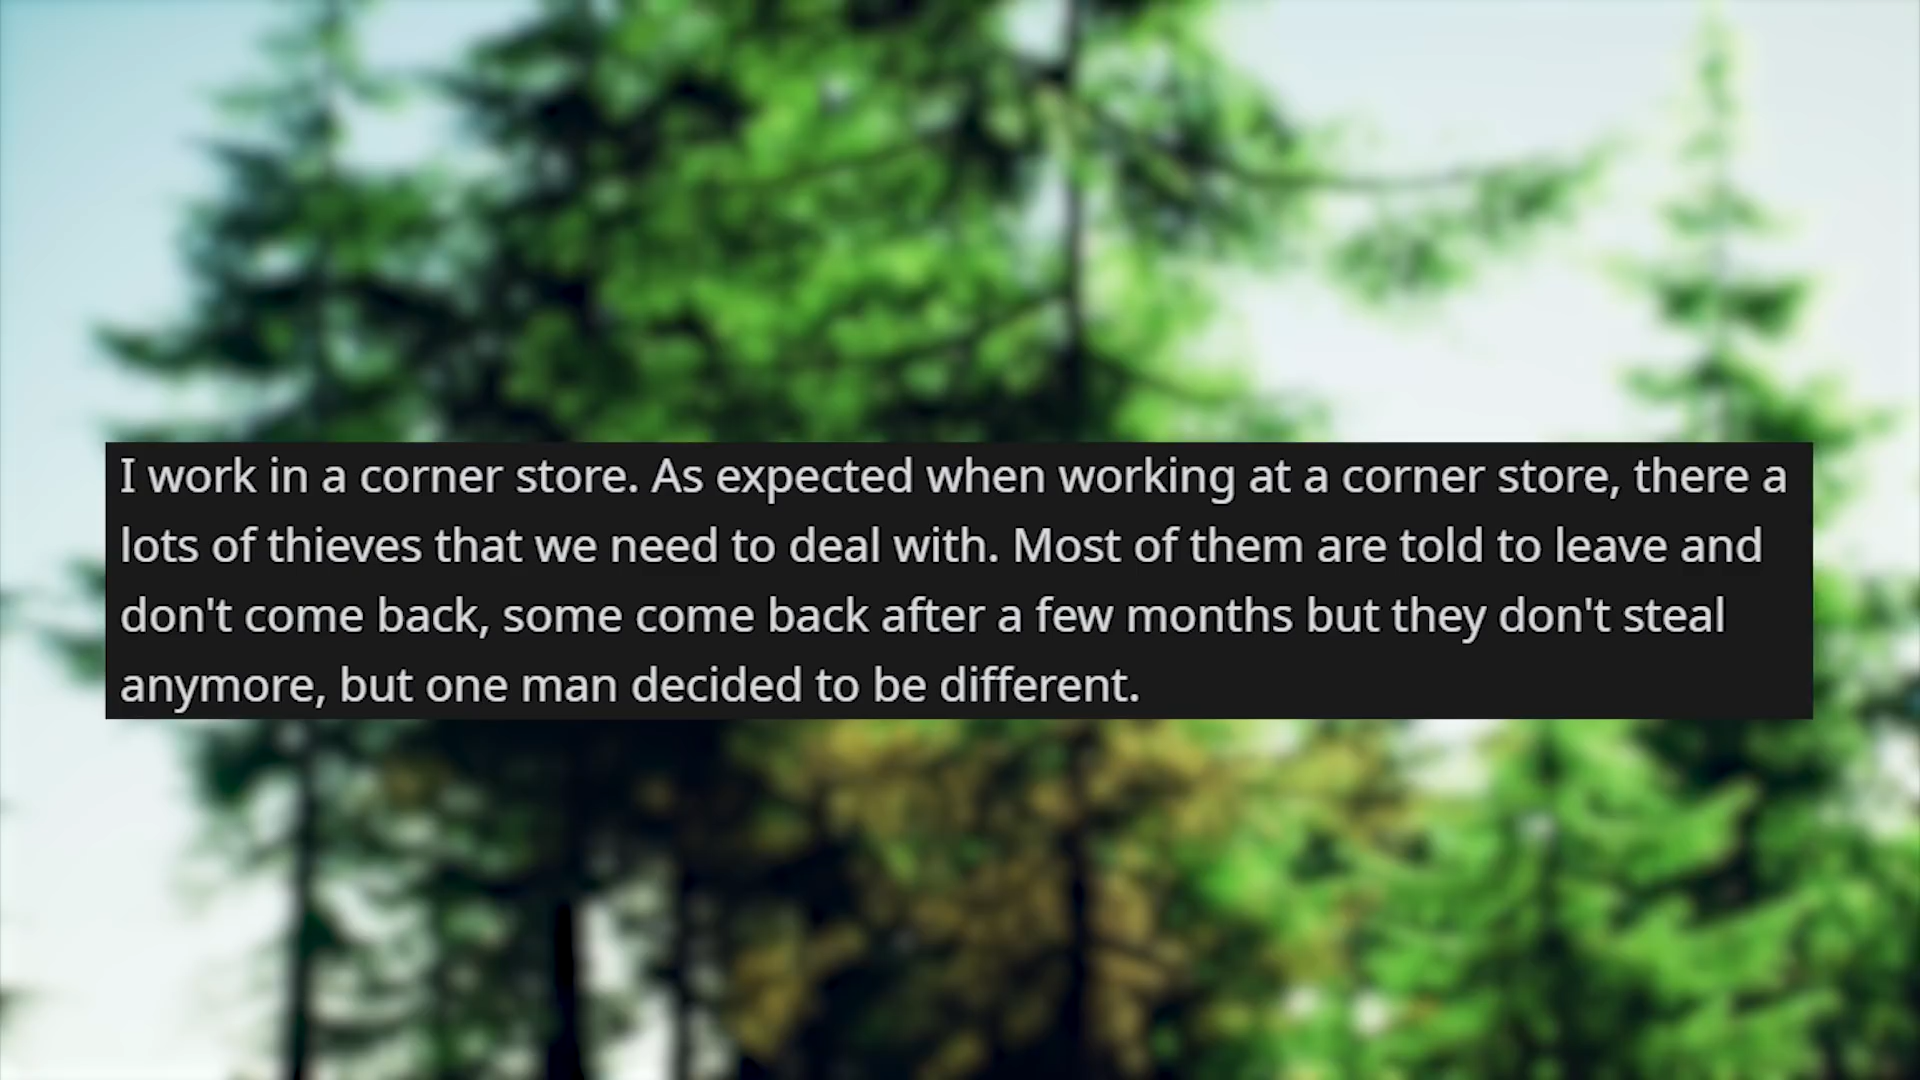 I work in a corner store. As expected when working at a corner store, there a
lots of thieves that we need to deal with. Most of them are told to leave and
don't come back, some come back after a few months but they don't steal
anymore, but one man decided to be different.